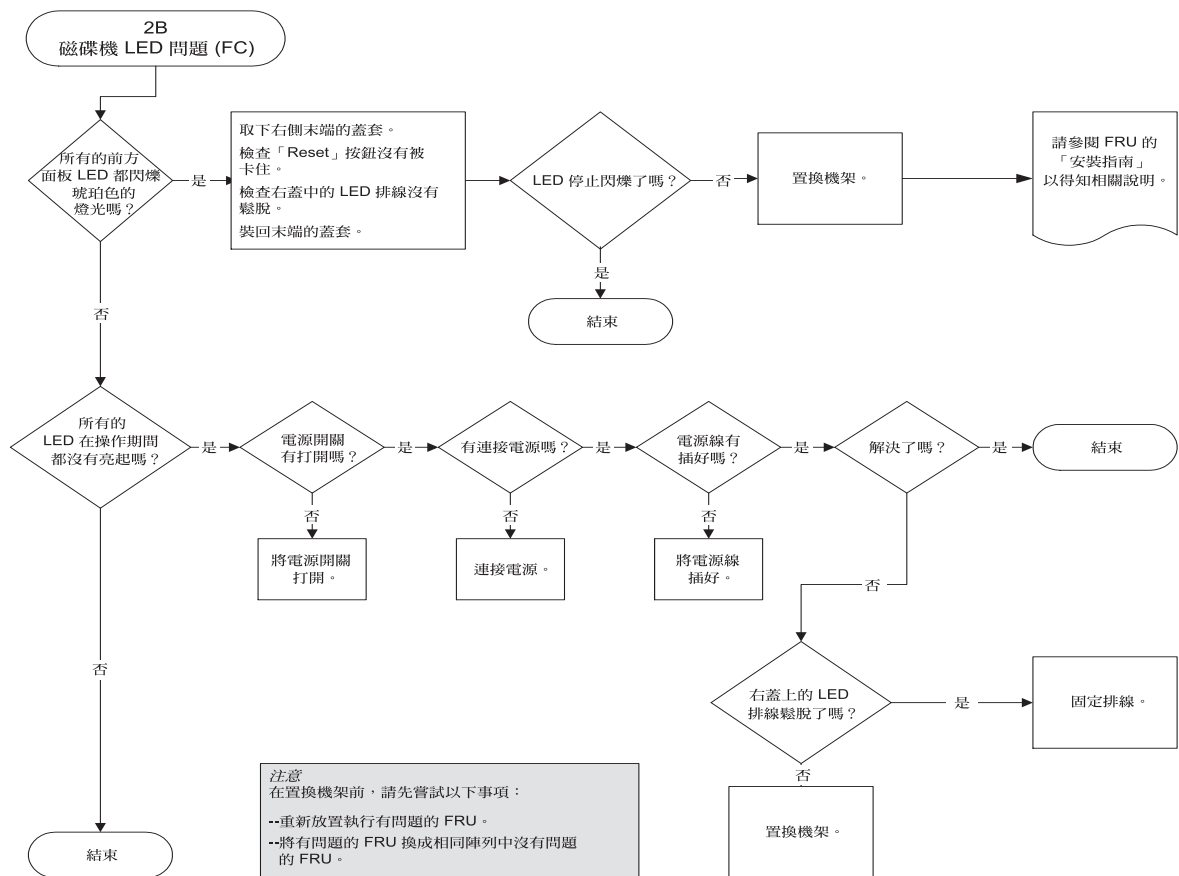 2B
磁碟機 LED 問題 (FC)
所有的前方
面板 LED 都閃爍
琥珀色的
燈光嗎？
是
取下右側末端的蓋套。
檢查「Reset」按鈕沒有被
卡住。
檢查右蓋中的 LED 排線沒有
鬆脫。
裝回末端的蓋套。
LED 停止閃爍了嗎？
否
置換機架。
請參閱 FRU 的
「安裝指南」
以得知相關說明。
是
結束
否
所有的
LED 在操作期間
都沒有亮起嗎？
是
電源開關
有打開嗎？
是
有連接電源嗎？
是
電源線有
插好嗎？
是
解決了嗎？
是
結束
否
將電源開關
打開。
否
連接電源。
否
將電源線
插好。
否
右蓋上的 LED
排線鬆脫了嗎？
是
固定排線。
否
置換機架。
否
結束
注意
在置換機架前，請先嘗試以下事項：
--重新放置執行有問題的 FRU。
--將有問題的 FRU 換成相同陣列中沒有問題
的 FRU。